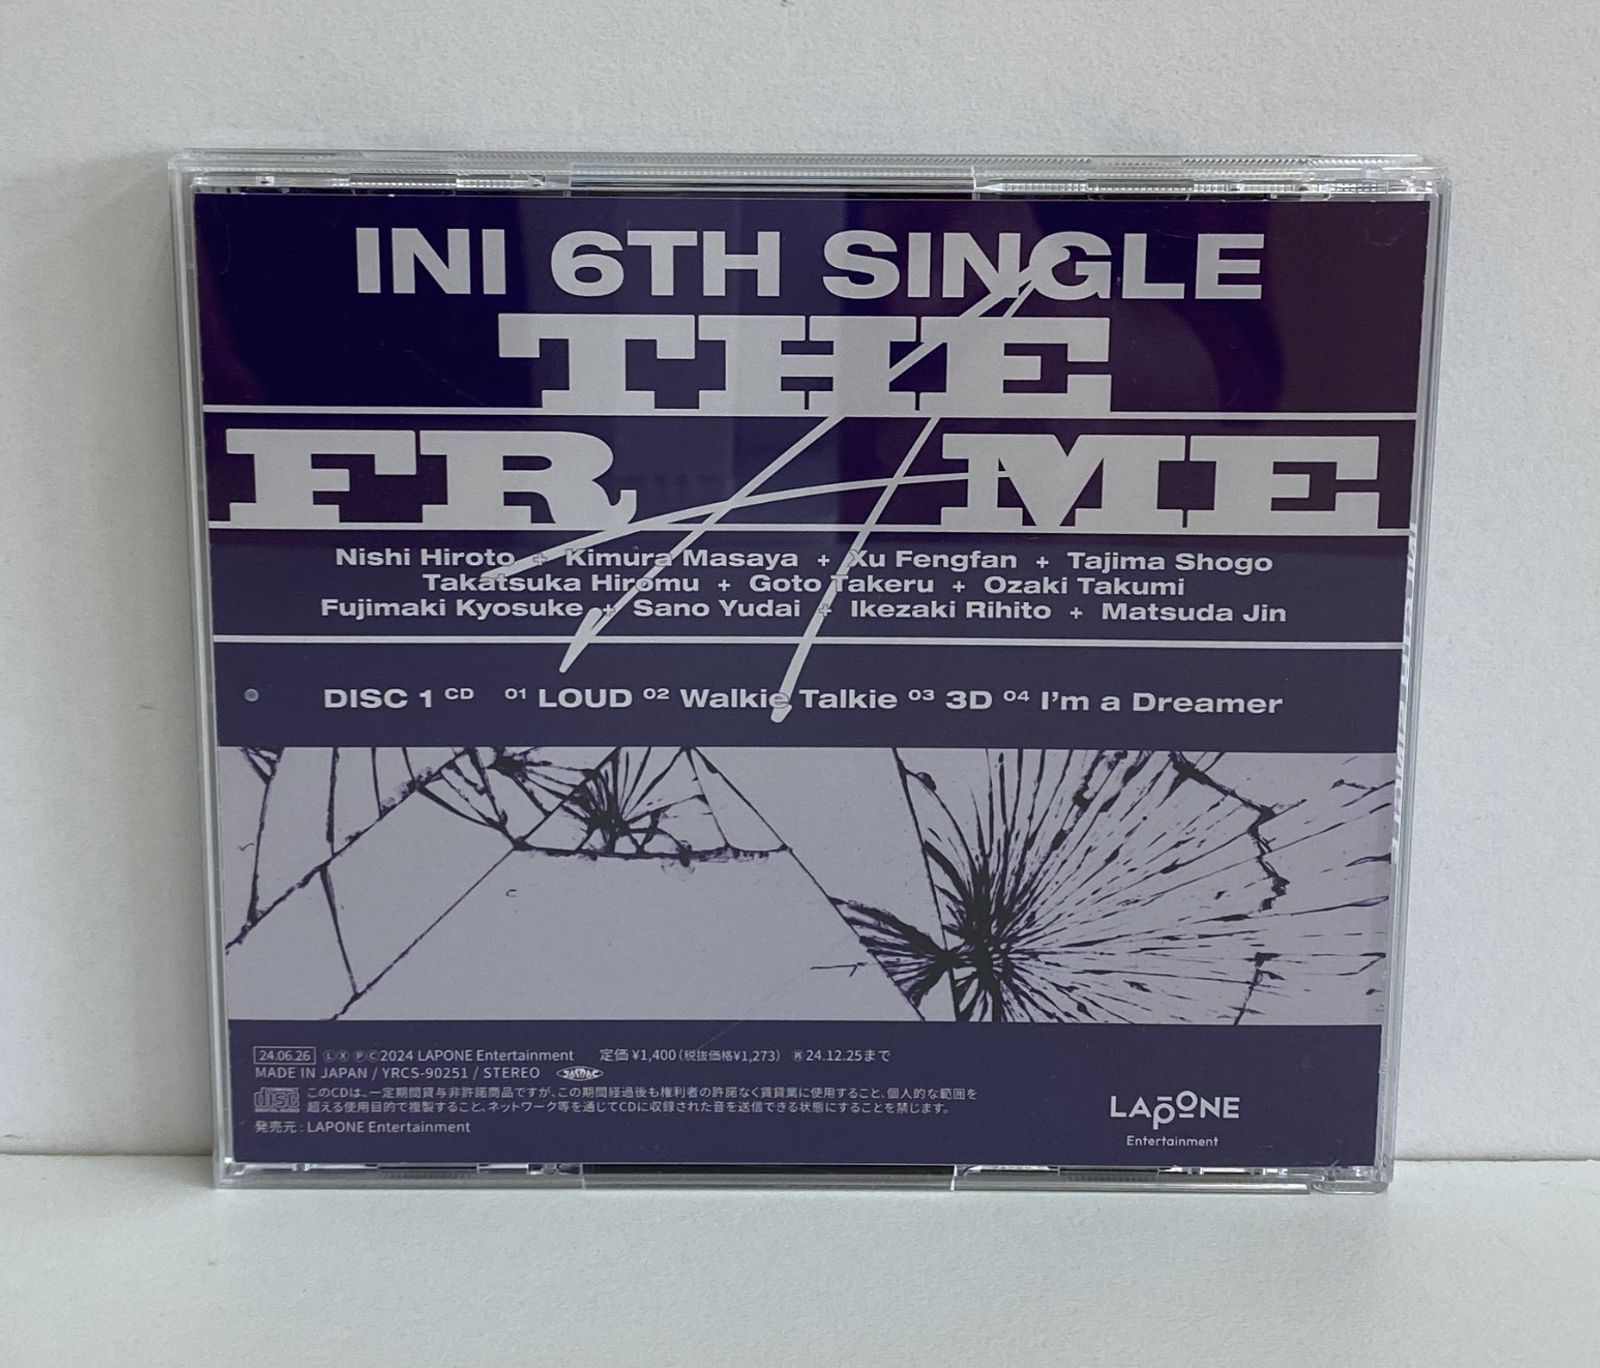 INI 6TH SINGLE
THE
FRAME
Nishi Hiroto + Kimura Masaya + Xu Fengfan + Tajima Shogo
Takatsuka Hiromu + Goto Takeru + Ozaki Takumi
Fujimaki Kyosuke + Sano Yudai + Ikezaki Rihito + Matsuda Jin
DISC 1 CD 01 LOUD 02 Walkie Talkie 03 3D 04 I'm a Dreamer
24.06.26 ⓁⓍⓅⒸ2024 LAPONE Entertainment 定価 ¥1,400(税抜価格¥1,273) ㊞24.12.25まで
MADE IN JAPAN / YRCS-90251 / STEREO JASRAC
disc このCDは、一定期間貸与非許諾商品ですが、この期間経過後も権利者の許諾なく賃貸業に使用すること、個人的な範囲を
超える使用目的で複製すること、ネットワーク等を通じてCDに収録された音を送信できる状態にすることを禁じます。
発売元 : LAPONE Entertainment
LAPONE
Entertainment